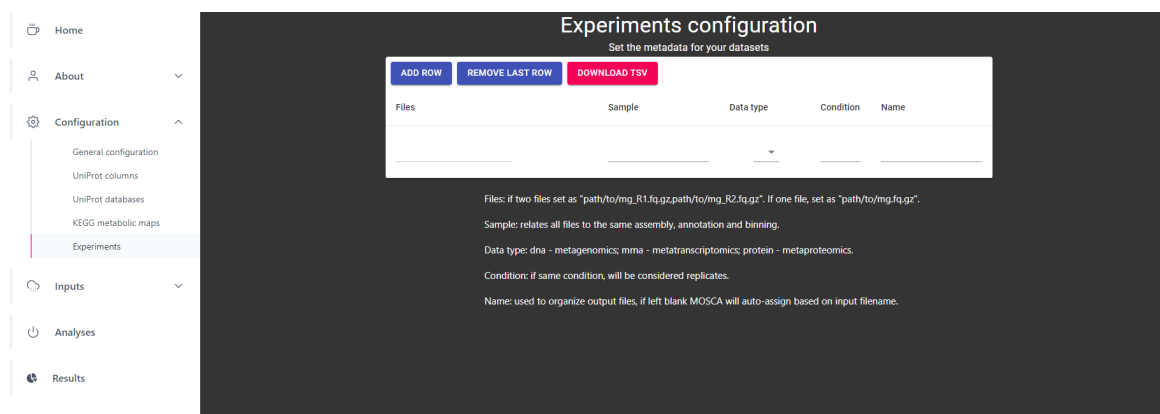 Home
About
Configuration
General configuration
UniProt columns
UniProt databases
KEGG metabolic maps
Experiments
Inputs
Analyses
Results
Experiments configuration
Set the metadata for your datasets
ADD ROW REMOVE LAST ROW DOWNLOAD TSV
Files Sample Data type Condition Name
Files: if two files set as "path/to/mg_R1.fq.gz,path/to/mg_R2.fq.gz". If one file, set as "path/to/mg.fq.gz".
Sample: relates all files to the same assembly, annotation and binning.
Data type: dna - metagenomics; mrna - metatranscriptomics; protein - metaproteomics.
Condition: if same condition, will be considered replicates.
Name: used to organize output files, if left blank MOSCA will auto-assign based on input filename.